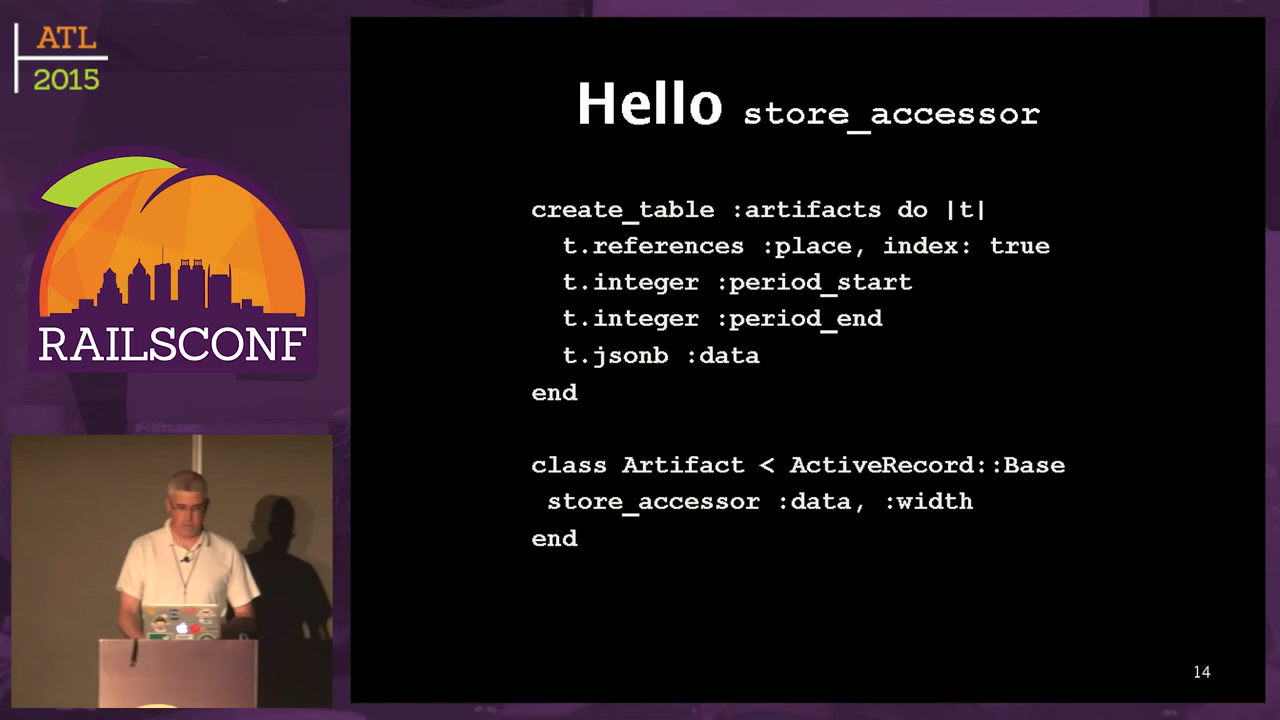 ATL
2015
RAILSCONF
Hello store_accessor
create_table :artifacts do |t|
  t.references :place, index: true
  t.integer :period_start
  t.integer :period_end
  t.jsonb :data
end
class Artifact < ActiveRecord::Base
 store_accessor :data, :width
end
14